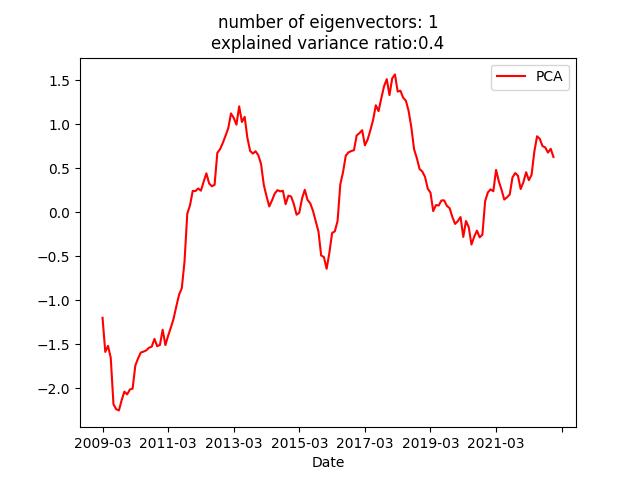 number of eigenvectors: 1
explained variance ratio:0.4
PCA
1.5
1.0
0.5
0.0
−0.5
−1.0
−1.5
−2.0
2009-03 2011-03 2013-03 2015-03 2017-03 2019-03 2021-03
Date